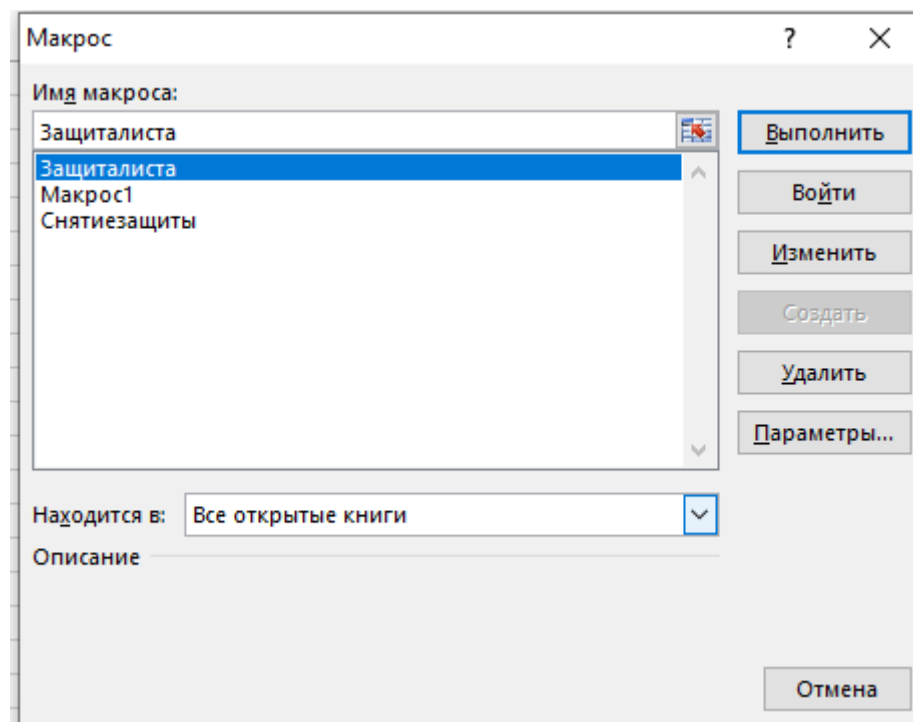 Макрос
?
Имя макроса:
Защиталиста
Выполнить
Защиталиста
Макрос1
Снятиезащиты
Войти
Изменить
Создать
Удалить
Параметры...
Находится в:
Все открытые книги
Описание
Отмена